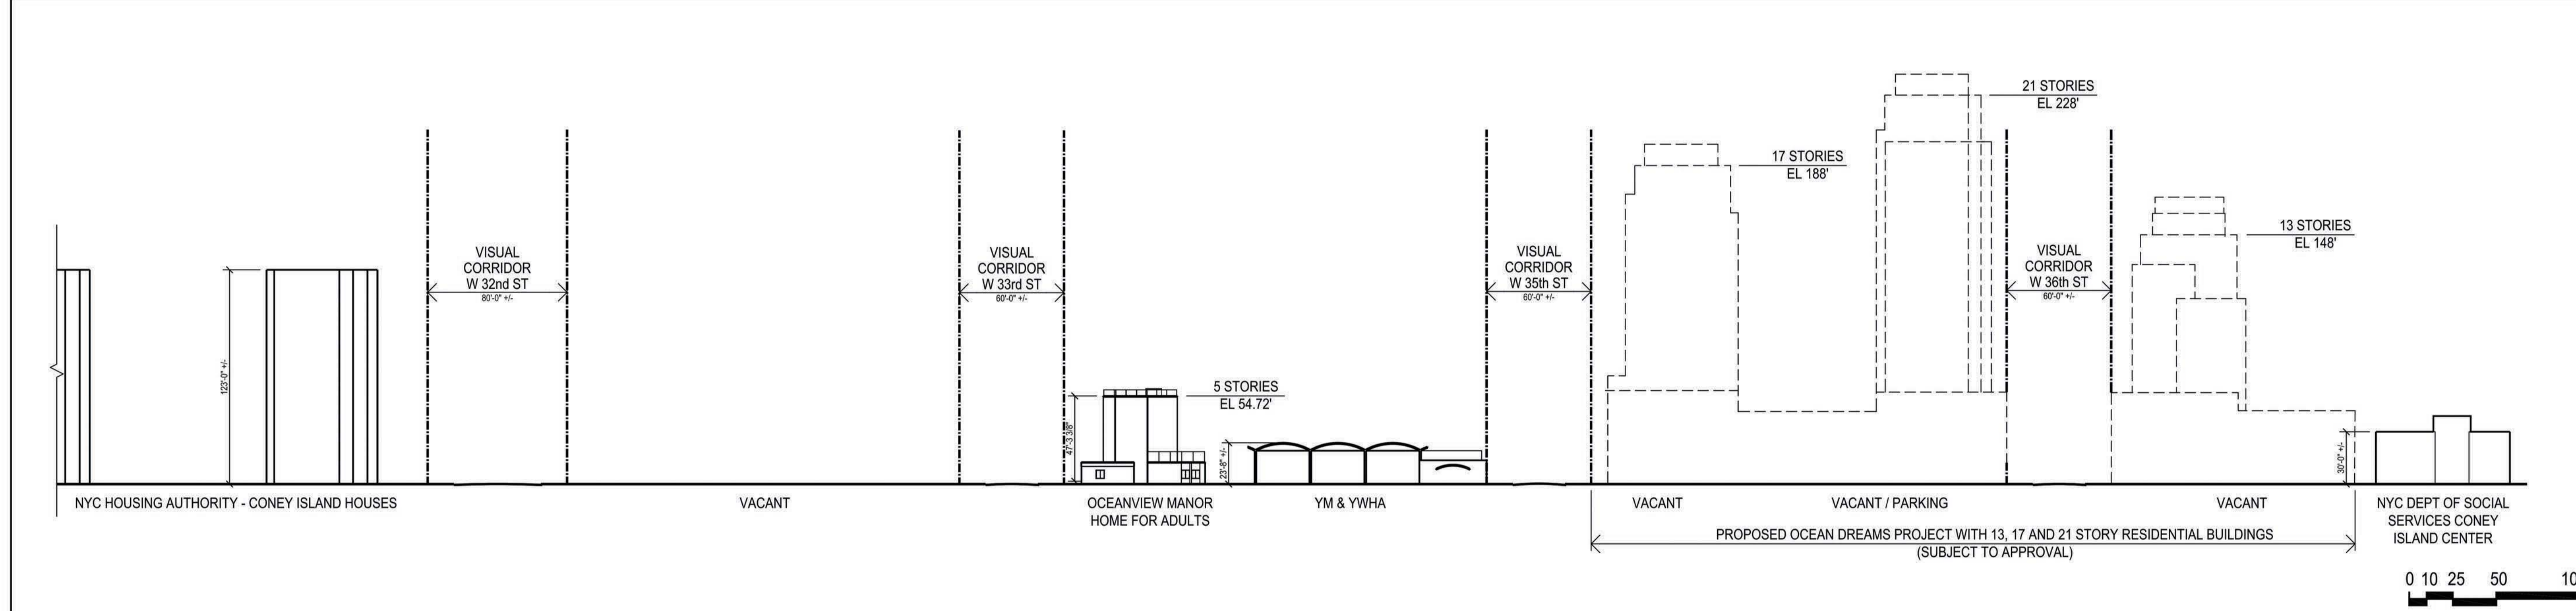 21 STORIES
EL 228'
17 STORIES
EL 188'
13 STORIES
EL 148'
VISUAL
CORRIDOR
W 32nd ST
80'-0" +/-
VISUAL
CORRIDOR
W 33rd ST
60'-0" +/-
VISUAL
CORRIDOR
W 35th ST
60'-0" +/-
VISUAL
CORRIDOR
W 36th ST
60'-0" +/-
123'-0" +/-
5 STORIES
EL 54.72'
47'-3 3/8"
23'-8" +/-
30'-0" +/-
NYC HOUSING AUTHORITY - CONEY ISLAND HOUSES
VACANT
OCEANVIEW MANOR
HOME FOR ADULTS
YM & YWHA
VACANT
VACANT / PARKING
VACANT
NYC DEPT OF SOCIAL
SERVICES CONEY
ISLAND CENTER
PROPOSED OCEAN DREAMS PROJECT WITH 13, 17 AND 21 STORY RESIDENTIAL BUILDINGS
(SUBJECT TO APPROVAL)
0 10 25 50